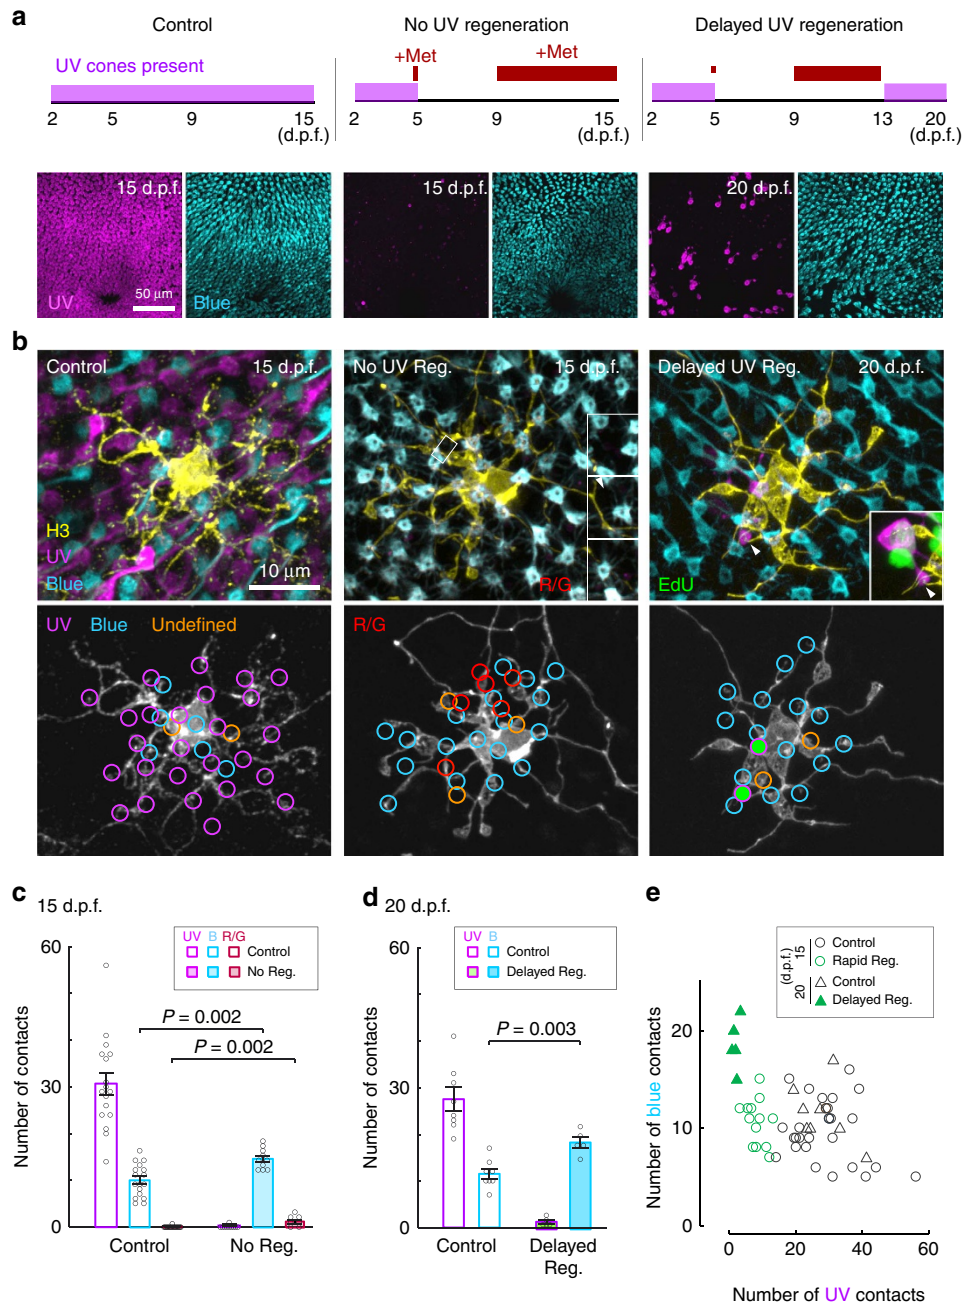 a
Control
No UV regeneration
Delayed UV regeneration
UV cones present
+Met
+Met
2 5 9 15
(d.p.f.)
2 5 9 15
(d.p.f.)
2 5 9 13 20
(d.p.f.)
15 d.p.f.
15 d.p.f.
20 d.p.f.
UV
50 μm
Blue
b
Control
15 d.p.f.
No UV Reg.
15 d.p.f.
Delayed UV Reg.
20 d.p.f.
H3
UV
Blue
10 μm
R/G
EdU
UV Blue Undefined
R/G
c
15 d.p.f.
UV B R/G
Control
No Reg.
Number of contacts
60
30
0
P = 0.002
P = 0.002
Control
No Reg.
d
20 d.p.f.
UV B
Control
Delayed Reg.
Number of contacts
60
30
0
P = 0.003
Control
Delayed
Reg.
e
(d.p.f.)
15
20
Control
Rapid Reg.
Control
Delayed Reg.
Number of blue contacts
20
10
0
0 20 40 60
Number of UV contacts